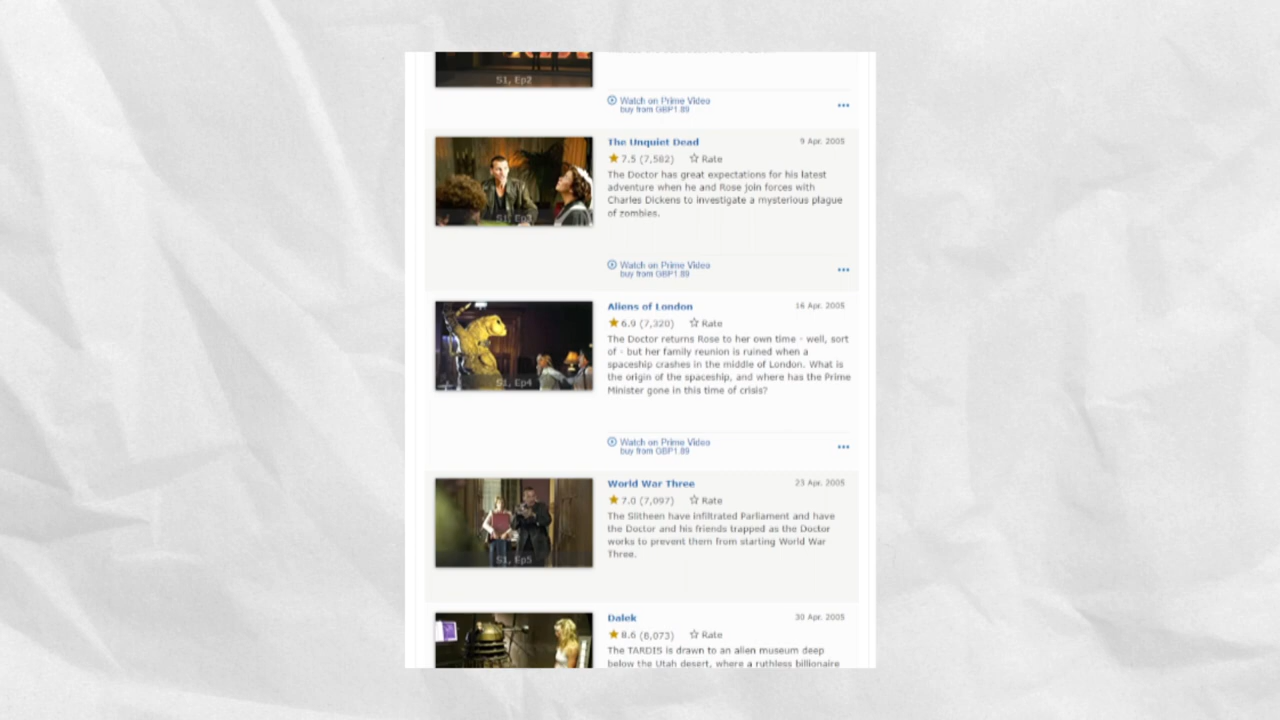 S1, Ep2
Watch on Prime Video
buy from GBP1.89
The Unquiet Dead
9 Apr. 2005
7.5 (7,582) Rate
The Doctor has great expectations for his latest
adventure when he and Rose join forces with
Charles Dickens to investigate a mysterious plague
of zombies.
S1, Ep3
Watch on Prime Video
buy from GBP1.89
Aliens of London
16 Apr. 2005
6.9 (7,320) Rate
The Doctor returns Rose to her own time - well, sort
of - but her family reunion is ruined when a
spaceship crashes in the middle of London. What is
the origin of the spaceship, and where has the Prime
Minister gone in this time of crisis?
S1, Ep4
Watch on Prime Video
buy from GBP1.89
World War Three
23 Apr. 2005
7.0 (7,097) Rate
The Slitheen have infiltrated Parliament and have
the Doctor and his friends trapped as the Doctor
works to prevent them from starting World War
Three.
S1, Ep5
Dalek
30 Apr. 2005
8.6 (8,073) Rate
The TARDIS is drawn to an alien museum deep
below the Utah desert, where a ruthless billionaire